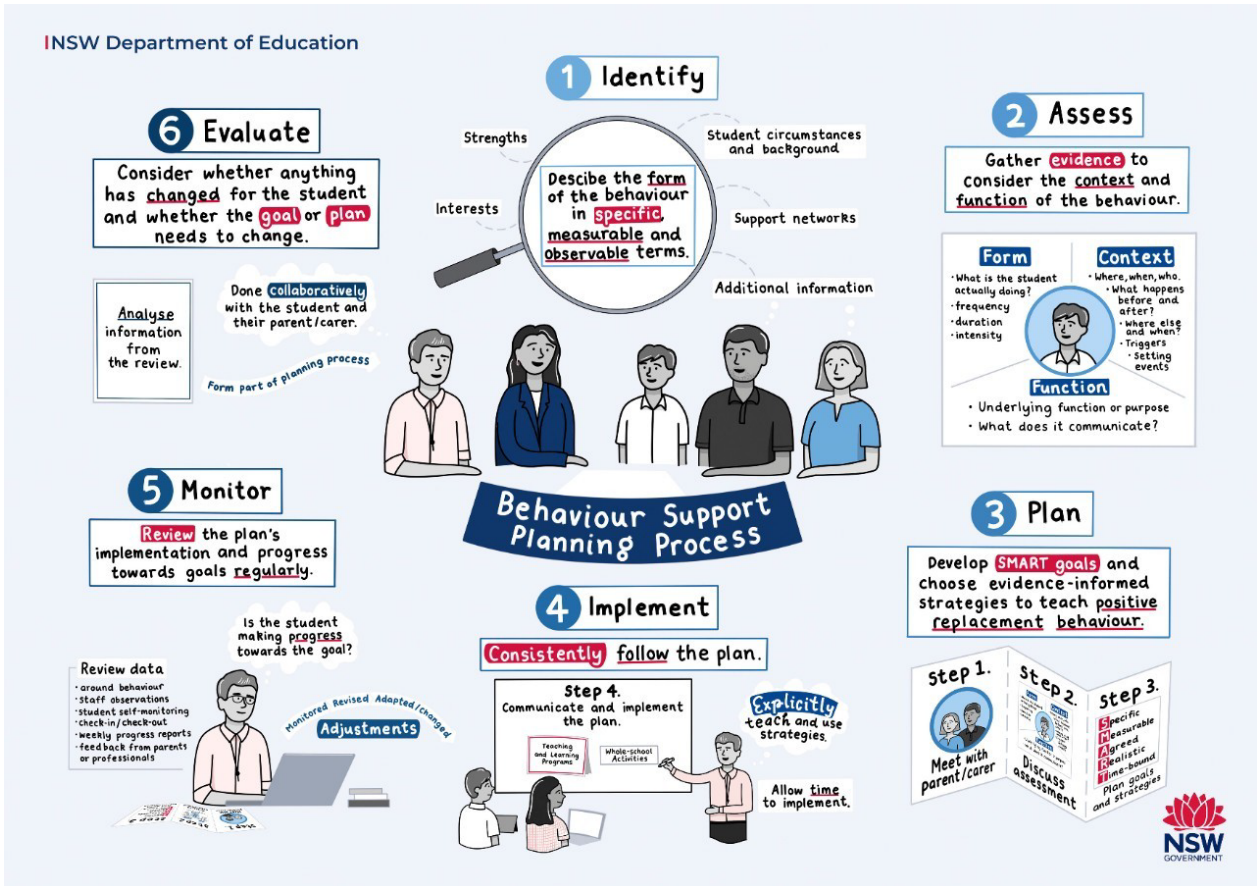 NSW Department of Education
1 Identify
Strengths
Interests
Descibe the form
of the behaviour
in specific,
measurable and
observable terms.
Student circumstances
and background
Support networks
Additional information
2 Assess
Gather evidence to
consider the context and
function of the behaviour.
Form
• What is the student
actually doing?
• frequency
• duration
• intensity
Context
• Where, when, who.
• What happens
before and
after?
• Where else
and when?
• Triggers
• Setting
events
Function
• Underlying function or purpose
• What does it communicate?
Behaviour Support
Planning Process
3 Plan
Develop SMART goals and
choose evidence-informed
strategies to teach positive
replacement behaviour.
Step 1.
Meet with
parent/carer
Step 2.
Discuss
assessment
Step 3.
Specific
Measurable
Agreed
Realistic
Time-bound
Plan goals
and strategies
4 Implement
Consistently follow the plan.
Step 4.
Communicate and implement
the plan.
Teaching
and Learning
Programs
Whole-school
Activities
Explicitly
teach and use
strategies.
Allow time
to implement.
5 Monitor
Review the plan's
implementation and progress
towards goals regularly.
Is the student
making progress
towards the goal?
Review data
• around behaviour
• Staff observations
• student self-monitoring
• check-in/check-out
• weekly progress reports
• feedback from parents
or professionals
Monitored Revised Adapted/changed
Adjustments
6 Evaluate
Consider whether anything
has changed for the student
and whether the goal or plan
needs to change.
Analyse
information
from
the review.
Done collaboratively
with the student and
their parent/carer.
Form part of planning process
NSW
GOVERNMENT